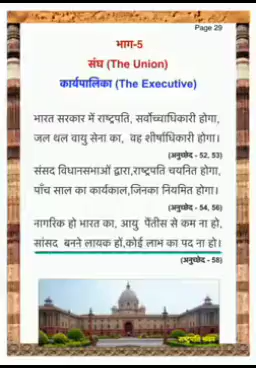 Page 29
भाग-5
संघ (The Union)
कार्यपालिका (The Executive)
भारत सरकार में राष्ट्रपति, सर्वोच्चाधिकारी होगा,
जल थल वायु सेना का, वह शीर्षाधिकारी होगा।
(अनुच्छेद - 52, 53)
संसद विधानसभाओं द्वारा,राष्ट्रपति चयनित होगा,
पाँच साल का कार्यकाल,जिनका नियमित होगा।
(अनुच्छेद - 54, 56)
नागरिक हो भारत का, आयु पैंतीस से कम ना हो,
सांसद बनने लायक हों,कोई लाभ का पद ना हो।
(अनुच्छेद - 58)
राष्ट्रपति भवन